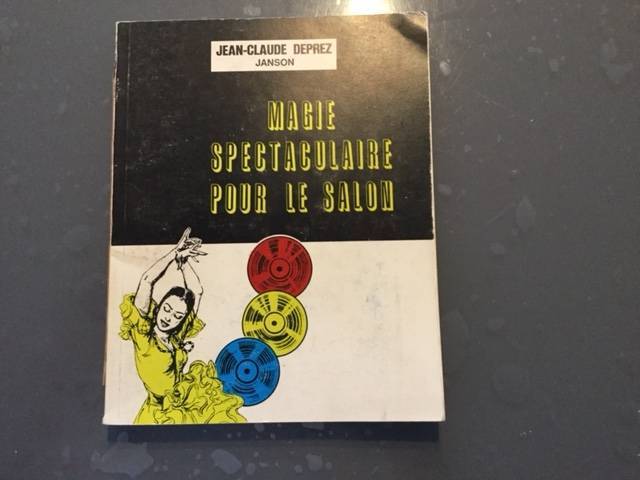 JEAN-CLAUDE DEPREZ
JANSON
MAGIE
SPECTACULAIRE
POUR LE SALON